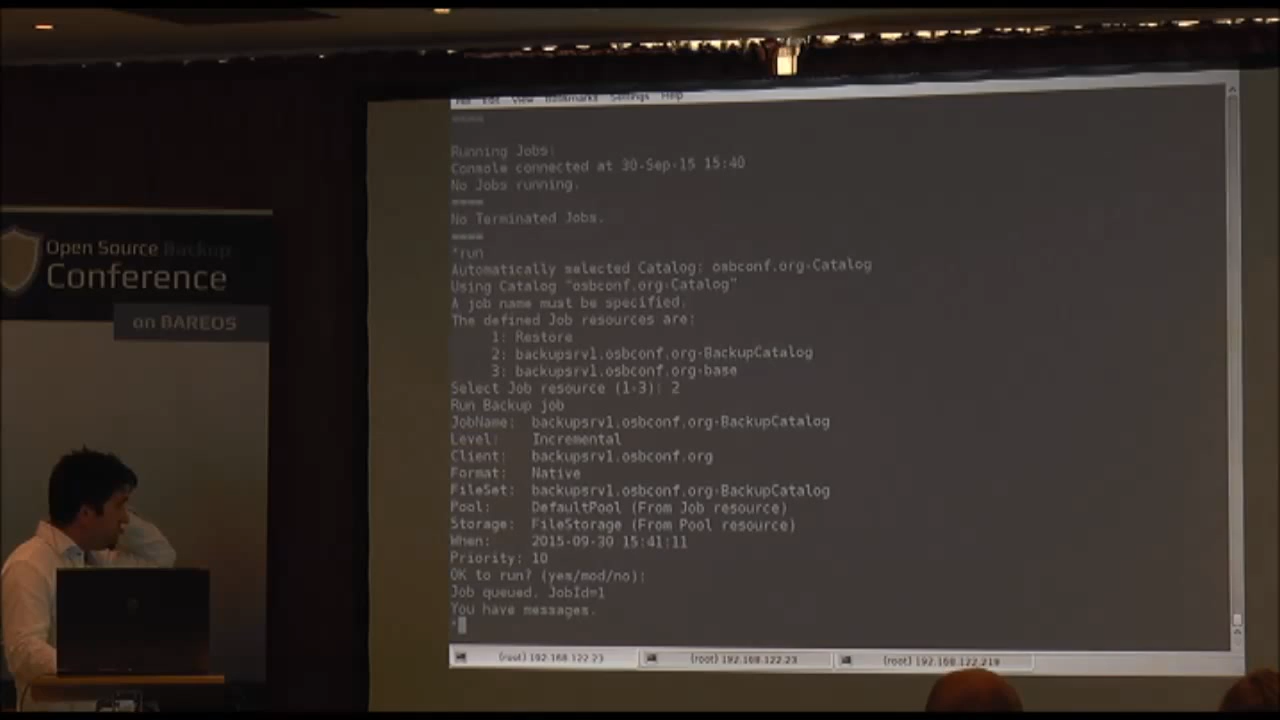 Open Source Backup
Conference
on BAREOS
File Edit View Bookmarks Settings Help
====
Running Jobs:
Console connected at 30-Sep-15 15:40
No Jobs running.
====
No Terminated Jobs.
====
*run
Automatically selected Catalog: osbconf.org-Catalog
Using Catalog "osbconf.org-Catalog"
A job name must be specified.
The defined Job resources are:
1: Restore
2: backupsrv1.osbconf.org-BackupCatalog
3: backupsrv1.osbconf.org-base
Select Job resource (1-3): 2
Run Backup job
JobName: backupsrv1.osbconf.org-BackupCatalog
Level: Incremental
Client: backupsrv1.osbconf.org
Format: Native
FileSet: backupsrv1.osbconf.org-BackupCatalog
Pool: DefaultPool (From Job resource)
Storage: FileStorage (From Pool resource)
When: 2015-09-30 15:41:11
Priority: 10
OK to run? (yes/mod/no):
Job queued. JobId=1
You have messages.
*
(root) 192.168.122.23 (root) 192.168.122.23 (root) 192.168.122.219